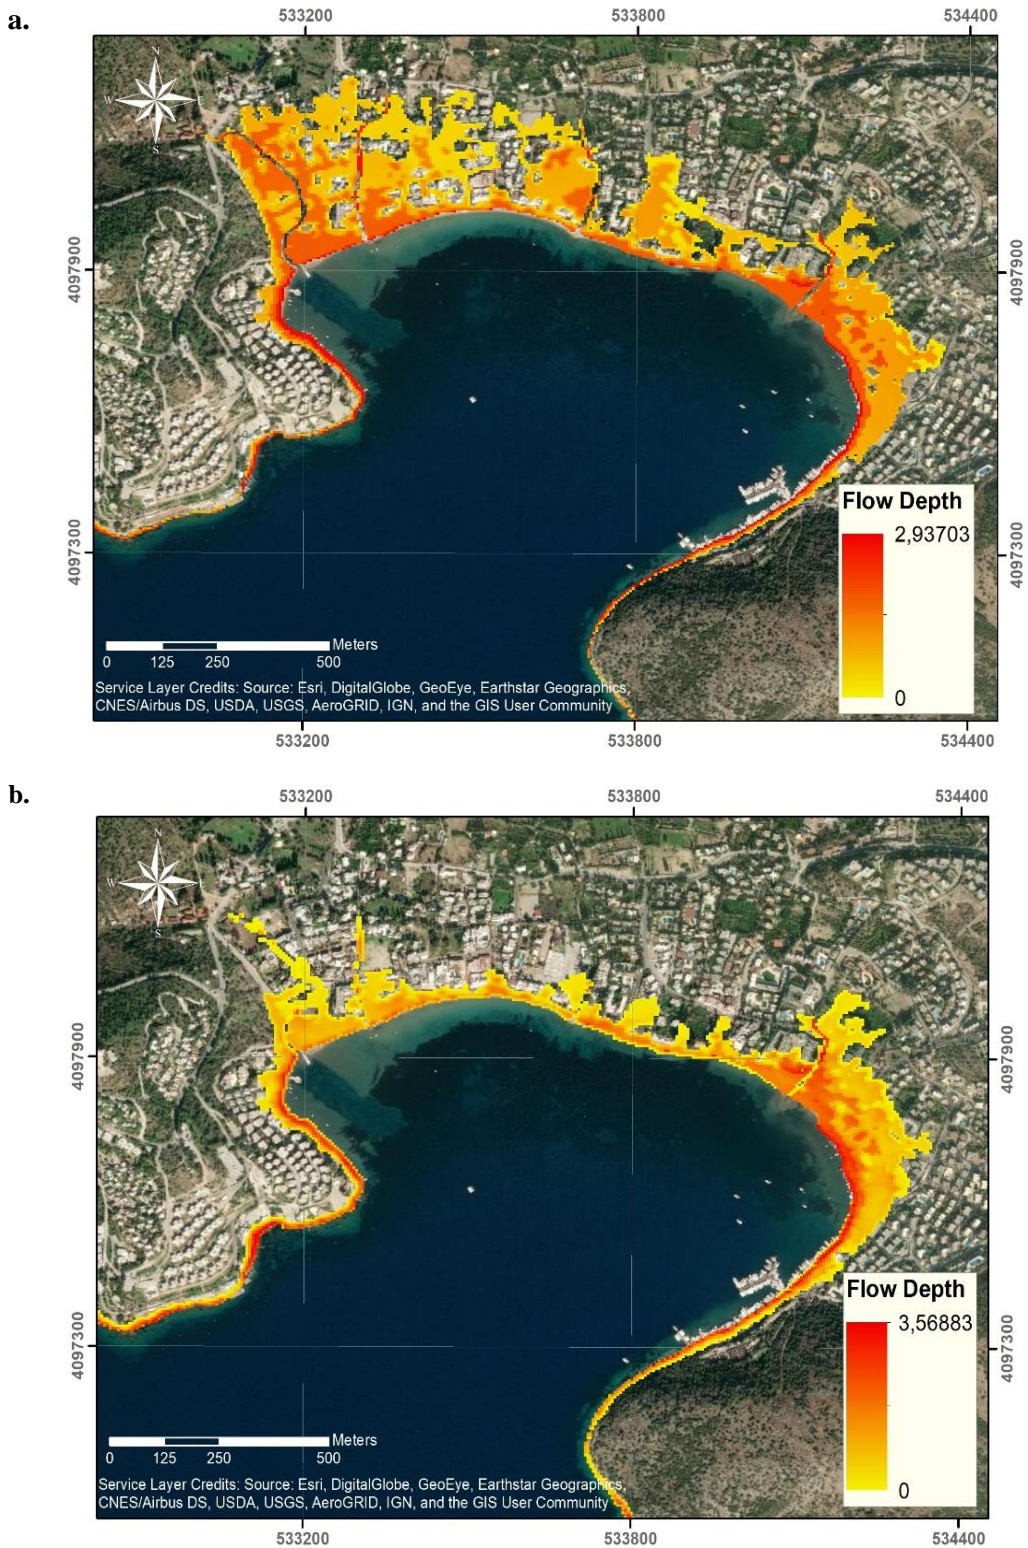 a.
533200 533800 534400
N
W E
S
4097900 4097900
4097300 4097300
Flow Depth
2,93703
0
Meters
0 125 250 500
Service Layer Credits: Source: Esri, DigitalGlobe, GeoEye, Earthstar Geographics,
CNES/Airbus DS, USDA, USGS, AeroGRID, IGN, and the GIS User Community
533200 533800 534400
b.
533200 533800 534400
N
W E
S
4097900 4097900
4097300 4097300
Flow Depth
3,56883
0
Meters
0 125 250 500
Service Layer Credits: Source: Esri, DigitalGlobe, GeoEye, Earthstar Geographics,
CNES/Airbus DS, USDA, USGS, AeroGRID, IGN, and the GIS User Community
533200 533800 534400